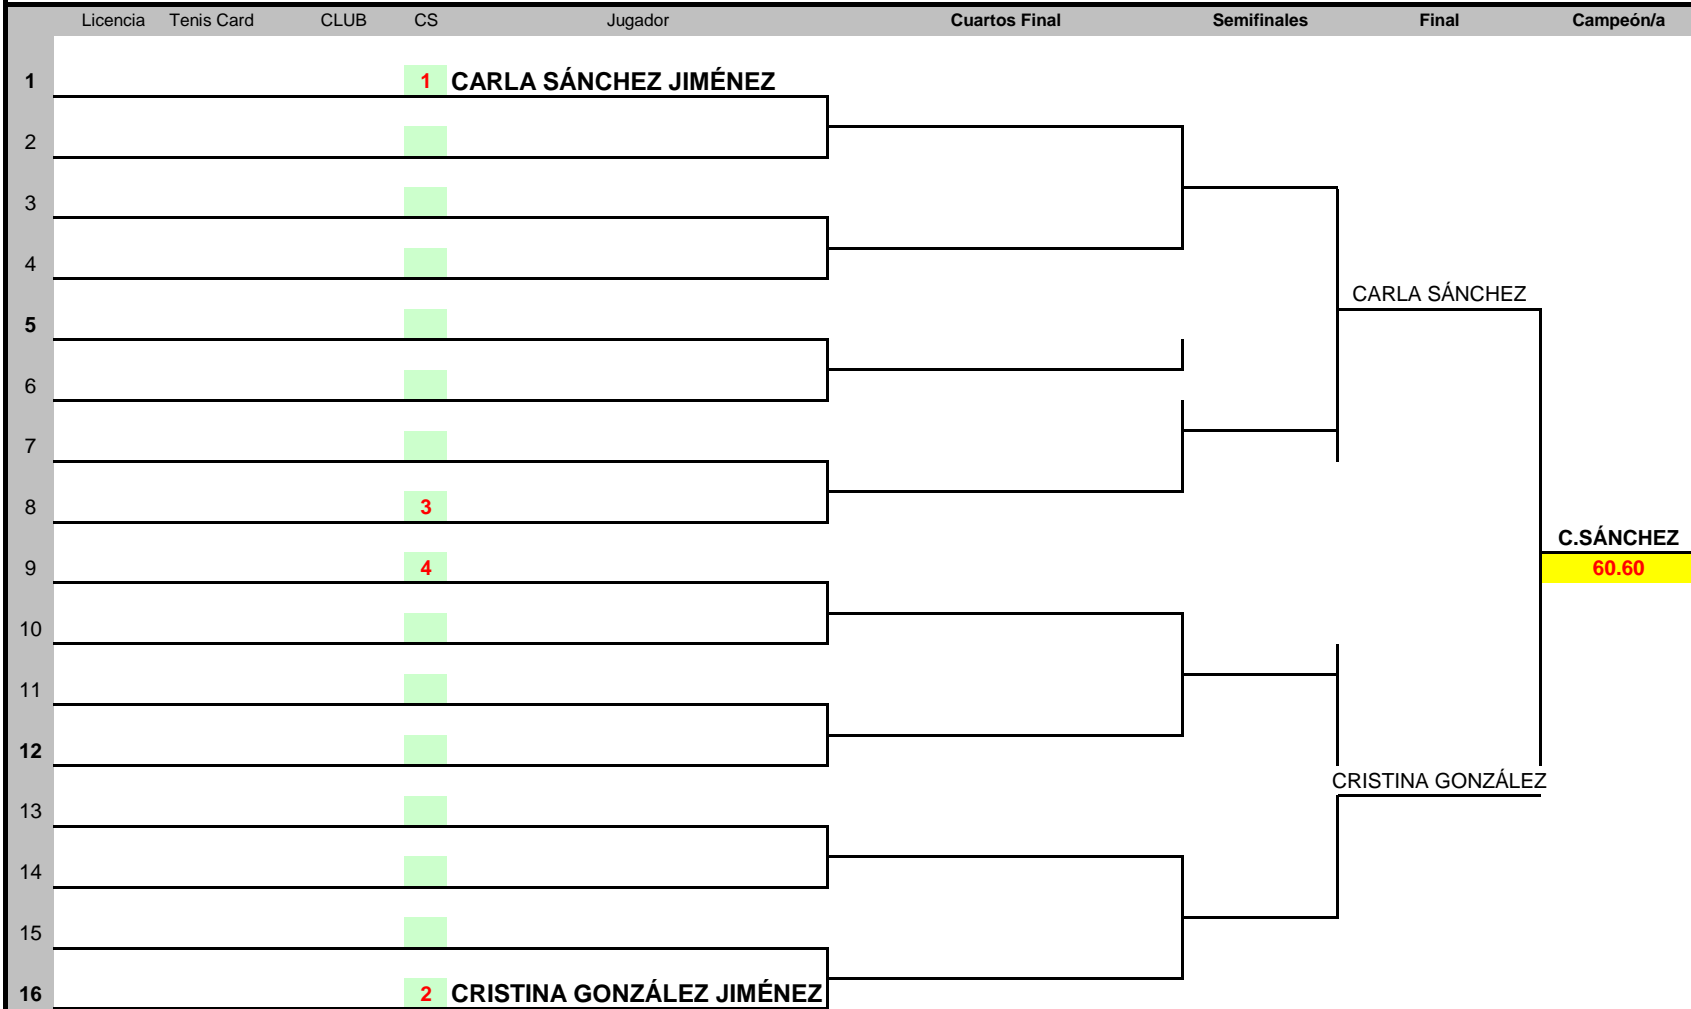 Licencia Tenis Card CLUB CS Jugador Cuartos Final Semifinales Final Campeón/a
1 1 CARLA SÁNCHEZ JIMÉNEZ
2
3
4
CARLA SÁNCHEZ
5
6
7
8 3
C.SÁNCHEZ
9 4 60.60
10
11
12
CRISTINA GONZÁLEZ
13
14
15
16 2 CRISTINA GONZÁLEZ JIMÉNEZ